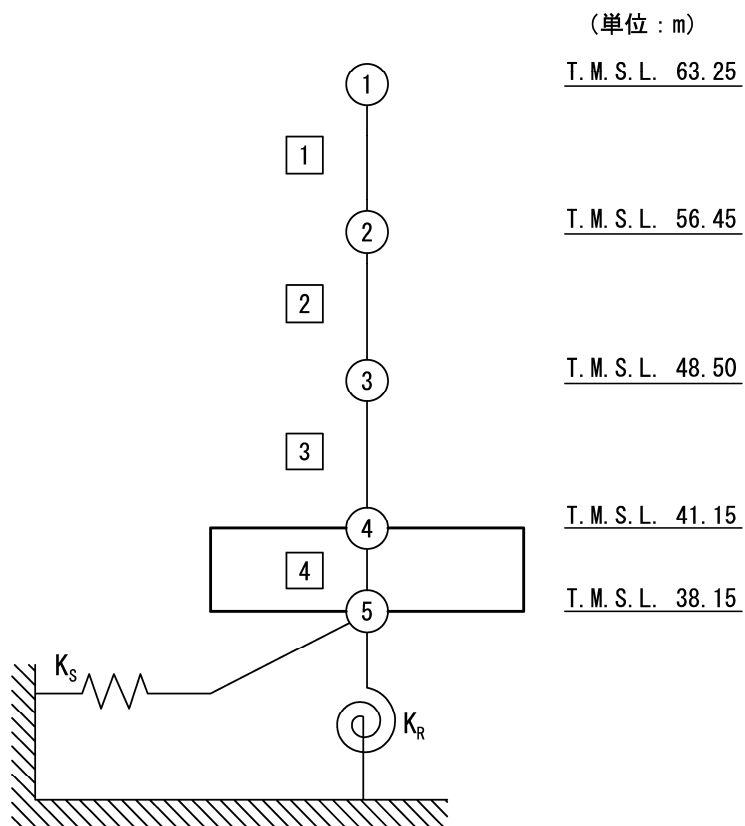 (単位：m)
T.M.S.L. 63.25
1
1
T.M.S.L. 56.45
2
2
T.M.S.L. 48.50
3
3
T.M.S.L. 41.15
4
4
T.M.S.L. 38.15
5
K_S
K_R